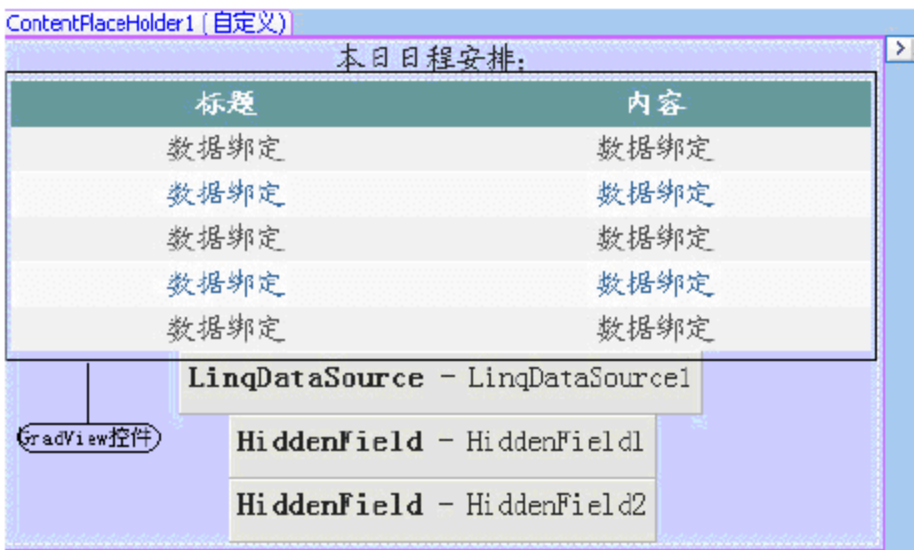 ContentPlaceHolder1 (自定义)
>
本日日程安排:
标题 内容
数据绑定 数据绑定
数据绑定 数据绑定
数据绑定 数据绑定
数据绑定 数据绑定
数据绑定 数据绑定
LinqDataSource - LinqDataSource1
GradView控件
HiddenField - HiddenField1
HiddenField - HiddenField2